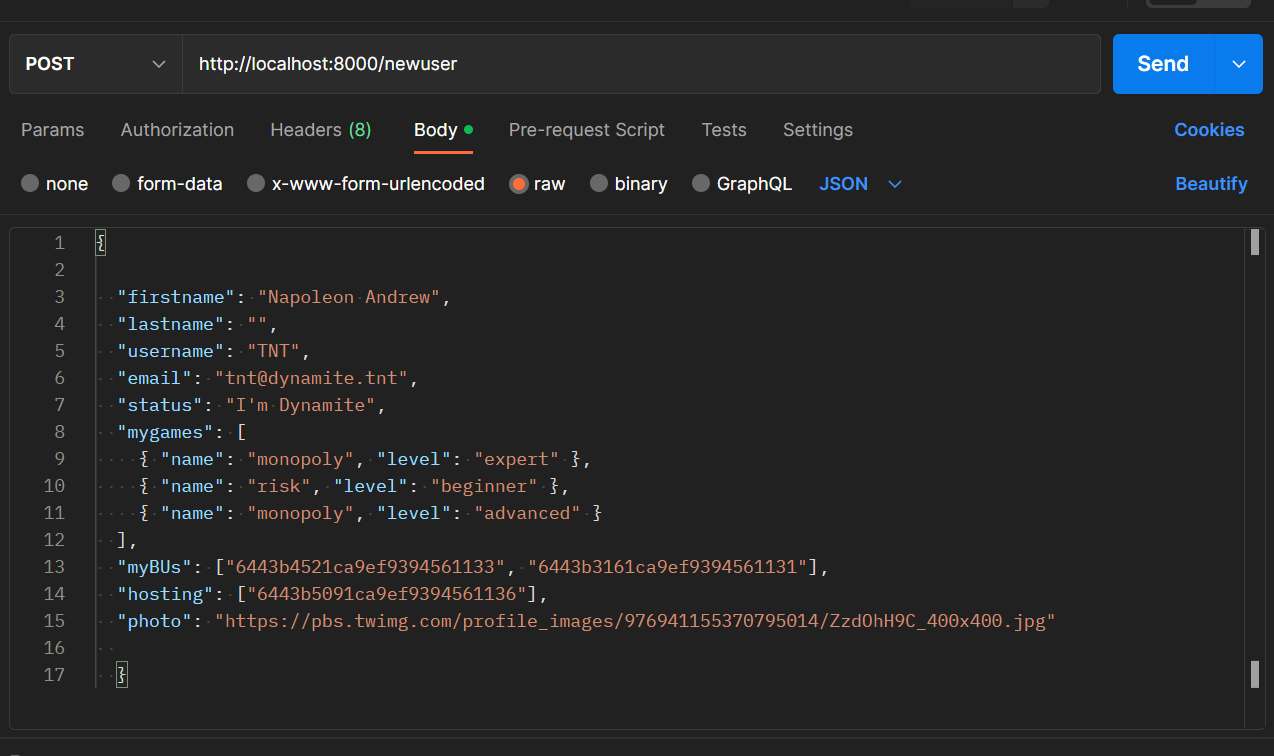 POST http://localhost:8000/newuser Send
Params Authorization Headers (8) Body Pre-request Script Tests Settings Cookies
none form-data x-www-form-urlencoded raw binary GraphQL JSON Beautify
1 {
2
3 "firstname": "Napoleon Andrew",
4 "lastname": "",
5 "username": "TNT",
6 "email": "tnt@dynamite.tnt",
7 "status": "I'm Dynamite",
8 "mygames": [
9 { "name": "monopoly", "level": "expert" },
10 { "name": "risk", "level": "beginner" },
11 { "name": "monopoly", "level": "advanced" }
12 ],
13 "myBUs": ["6443b4521ca9ef9394561133", "6443b3161ca9ef9394561131"],
14 "hosting": ["6443b5091ca9ef9394561136"],
15 "photo": "https://pbs.twimg.com/profile_images/976941155370795014/ZzdOhH9C_400x400.jpg"
16
17 }